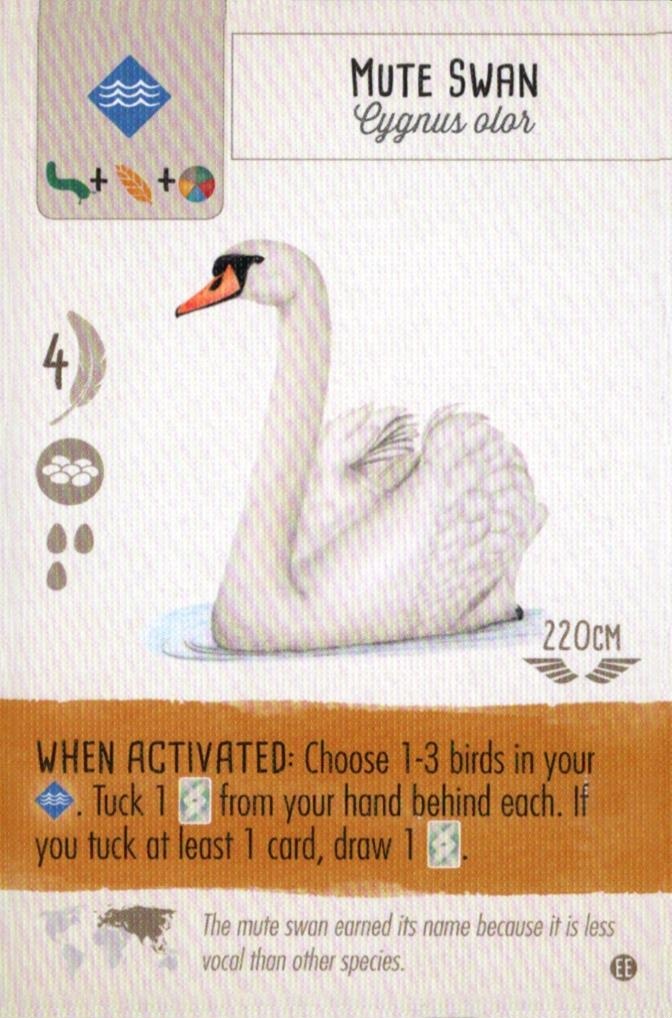 MUTE SWAN
Cygnus olor
+ +
4
220CM
WHEN ACTIVATED: Choose 1-3 birds in your
. Tuck 1 from your hand behind each. If
you tuck at least 1 card, draw 1 .
The mute swan earned its name because it is less
vocal than other species.
EE